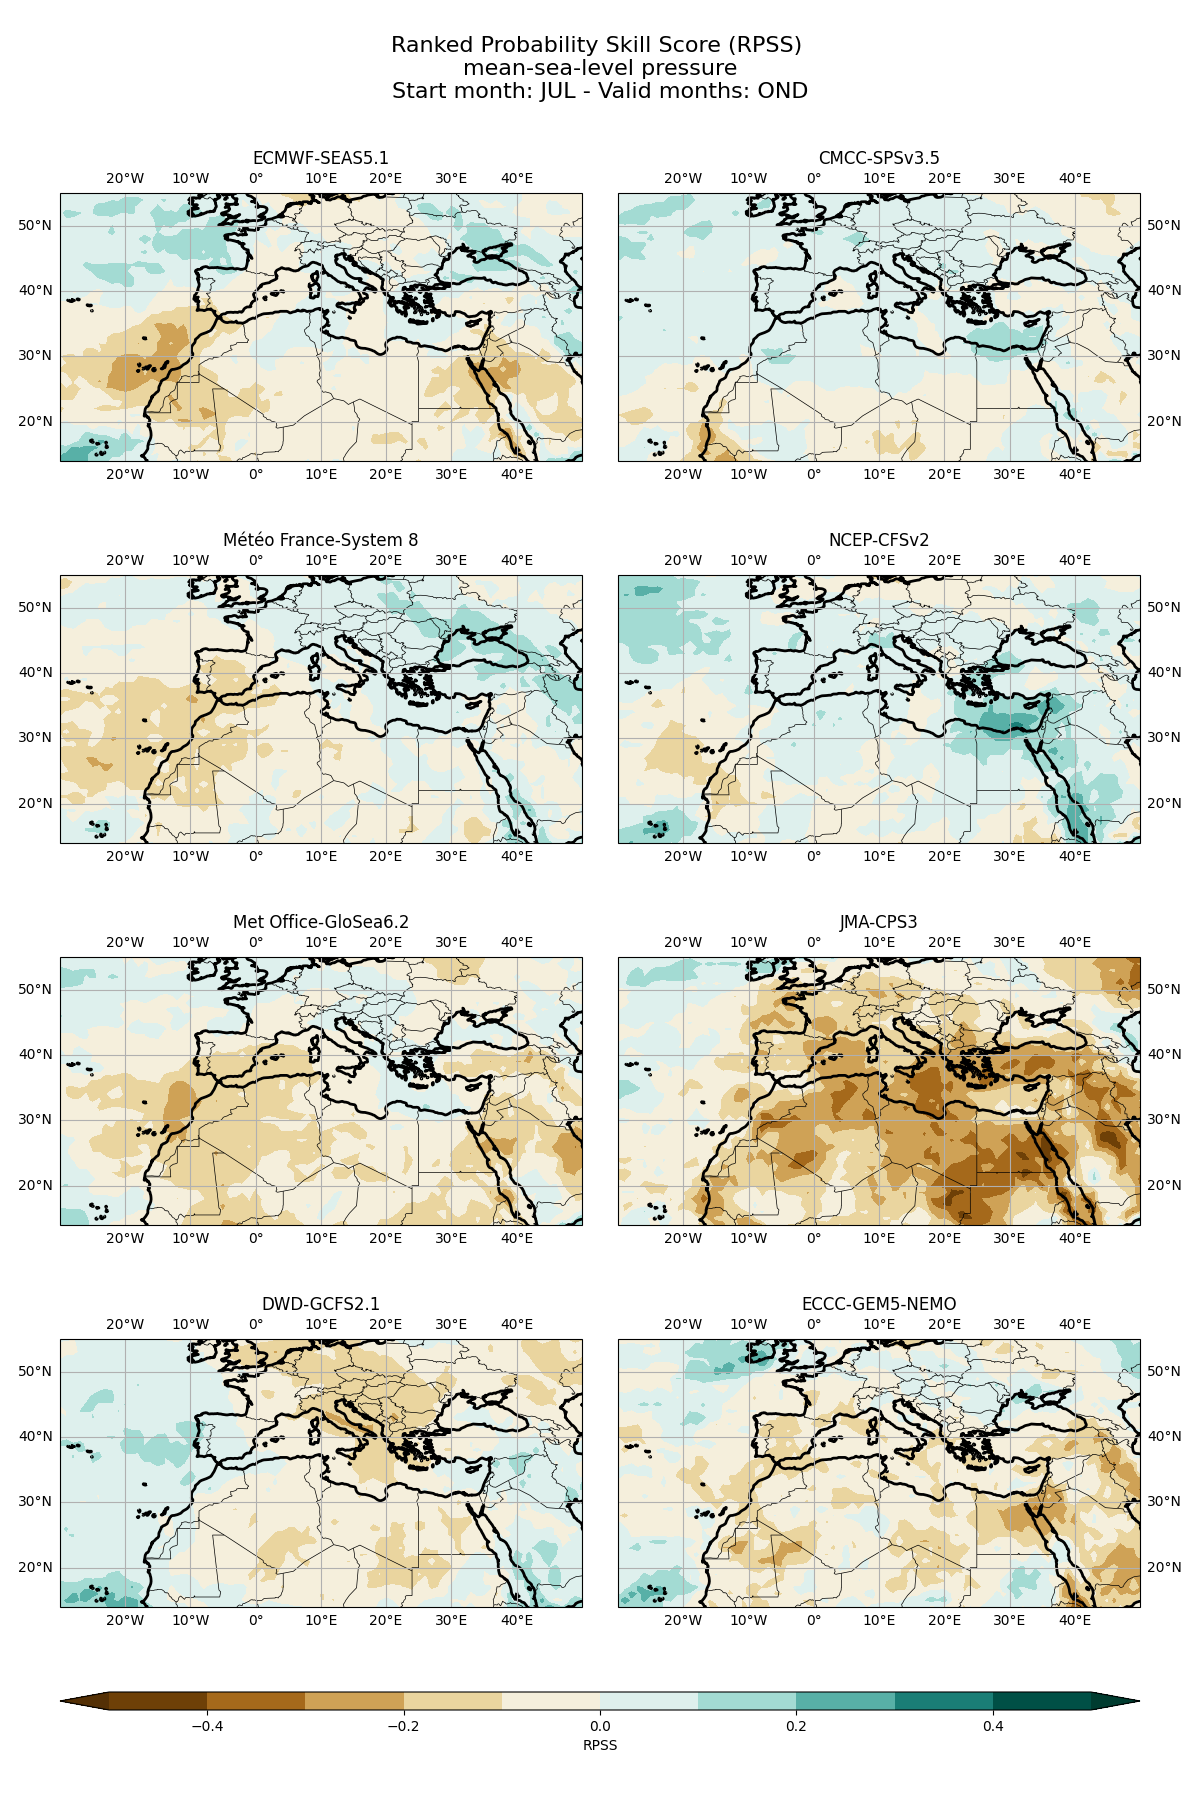 Ranked Probability Skill Score (RPSS)
mean-sea-level pressure
Start month: JUL - Valid months: OND
ECMWF-SEAS5.1
CMCC-SPSv3.5
20°W 10°W 0° 10°E 20°E 30°E 40°E
20°W 10°W 0° 10°E 20°E 30°E 40°E
50°N
50°N
40°N
40°N
30°N
30°N
20°N
20°N
20°W 10°W 0° 10°E 20°E 30°E 40°E
20°W 10°W 0° 10°E 20°E 30°E 40°E
Météo France-System 8
NCEP-CFSv2
20°W 10°W 0° 10°E 20°E 30°E 40°E
20°W 10°W 0° 10°E 20°E 30°E 40°E
50°N
50°N
40°N
40°N
30°N
30°N
20°N
20°N
20°W 10°W 0° 10°E 20°E 30°E 40°E
20°W 10°W 0° 10°E 20°E 30°E 40°E
Met Office-GloSea6.2
JMA-CPS3
20°W 10°W 0° 10°E 20°E 30°E 40°E
20°W 10°W 0° 10°E 20°E 30°E 40°E
50°N
50°N
40°N
40°N
30°N
30°N
20°N
20°N
20°W 10°W 0° 10°E 20°E 30°E 40°E
20°W 10°W 0° 10°E 20°E 30°E 40°E
DWD-GCFS2.1
ECCC-GEM5-NEMO
20°W 10°W 0° 10°E 20°E 30°E 40°E
20°W 10°W 0° 10°E 20°E 30°E 40°E
50°N
50°N
40°N
40°N
30°N
30°N
20°N
20°N
20°W 10°W 0° 10°E 20°E 30°E 40°E
20°W 10°W 0° 10°E 20°E 30°E 40°E
−0.4 −0.2 0.0 0.2 0.4
RPSS